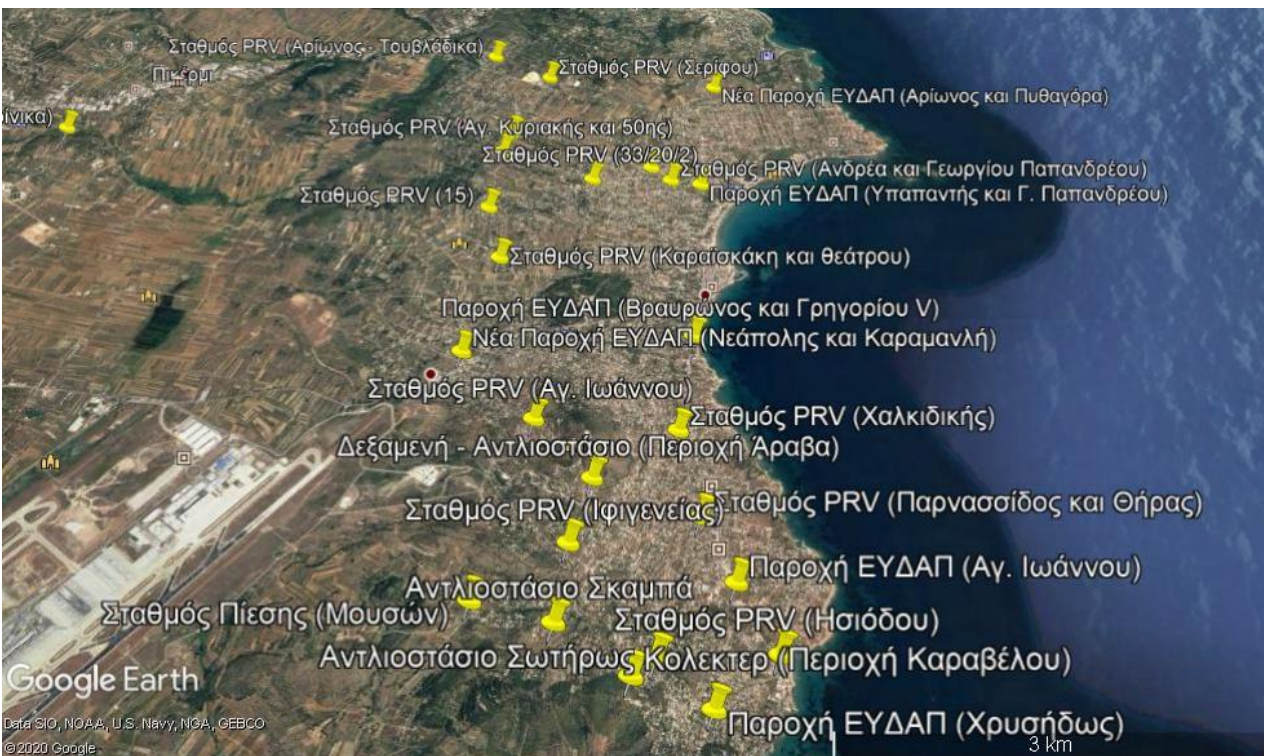 Σταθμός PRV (Αρίωνος - Τουβλάδικα)
Σταθμός PRV (Σερίφου)
Πικέρμι
Νέα Παροχή ΕΥΔΑΠ (Αρίωνος και Πυθαγόρα)
ίνικα)
Σταθμός PRV (Αγ. Κυριακής και 50ης)
Σταθμός PRV (33/20/2)
Σταθμός PRV (Ανδρέα και Γεωργίου Παπανδρέου)
Σταθμός PRV (15)
Παροχή ΕΥΔΑΠ (Υπαπαντής και Γ. Παπανδρέου)
Σταθμός PRV (Καραϊσκάκη και θεάτρου)
Παροχή ΕΥΔΑΠ (Βραυρώνος και Γρηγορίου V)
Νέα Παροχή ΕΥΔΑΠ (Νεάπολης και Καραμανλή)
Σταθμός PRV (Αγ. Ιωάννου)
Σταθμός PRV (Χαλκιδικής)
Δεξαμενή - Αντλιοστάσιο (Περιοχή Άραβα)
Σταθμός PRV (Ιφιγενείας)
Σταθμός PRV (Παρνασσίδος και Θήρας)
Παροχή ΕΥΔΑΠ (Αγ. Ιωάννου)
Αντλιοστάσιο Σκαμπά
Σταθμός Πίεσης (Μουσών)
Σταθμός PRV (Ησιόδου)
Αντλιοστάσιο Σωτήρως
Κολεκτερ (Περιοχή Καραβέλου)
Google Earth
Παροχή ΕΥΔΑΠ (Χρυσηδως)
Data SIO, NOAA, U.S. Navy, NGA, GEBCO
© 2020 Google
3 km